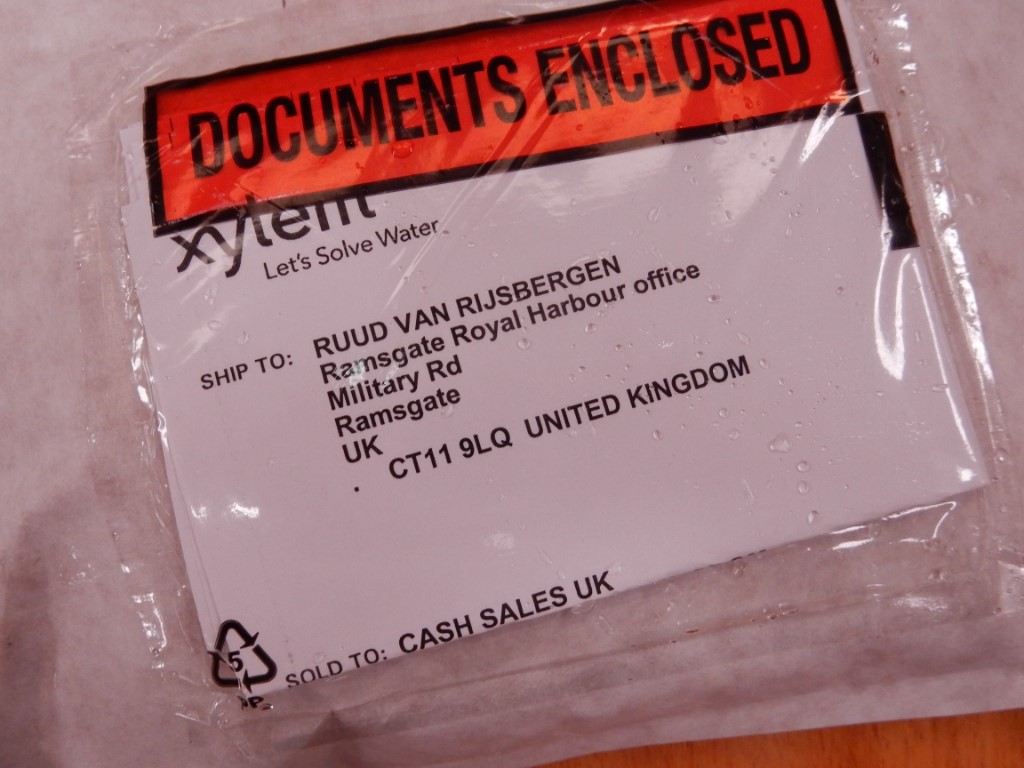 DOCUMENTS ENCLOSED
xylem
Let's Solve Water
SHIP TO:
RUUD VAN RIJSBERGEN
Ramsgate Royal Harbour office
Military Rd
Ramsgate
UK
. CT11 9LQ UNITED KINGDOM
SOLD TO: CASH SALES UK
5